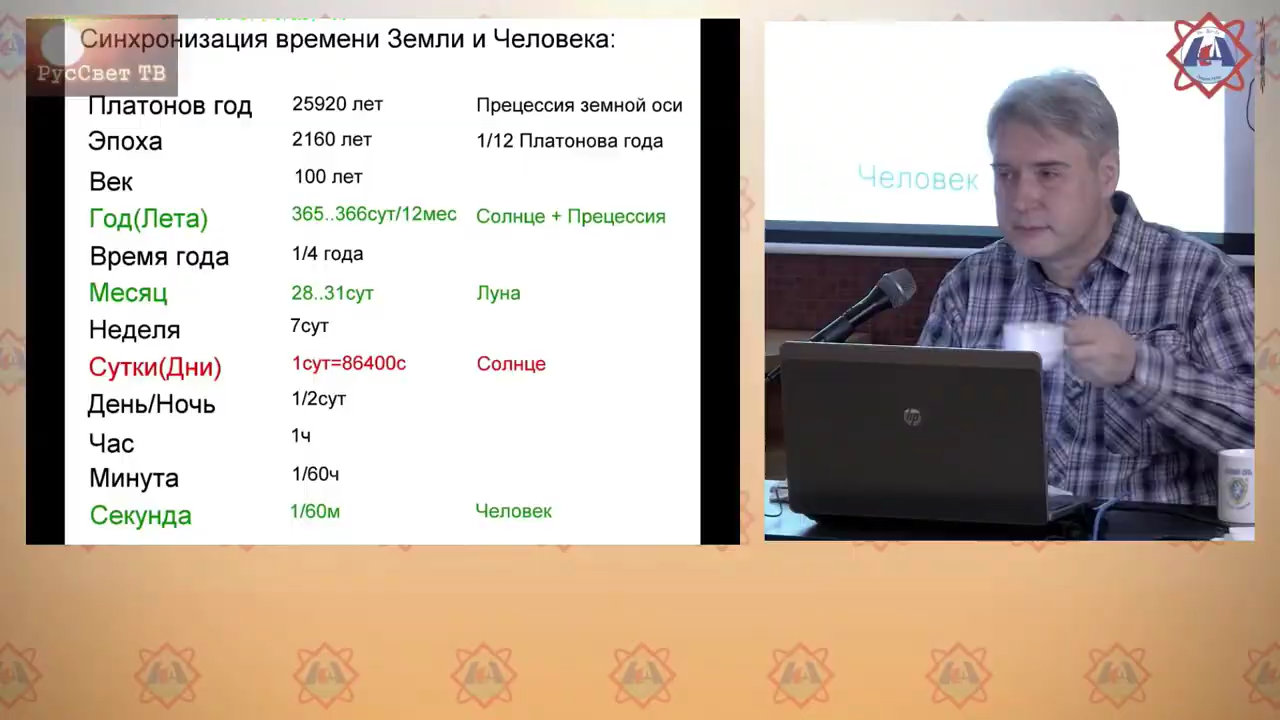 Синхронизация времени Земли и Человека:
РусСвет ТВ
Платонов год 25920 лет Прецессия земной оси
Эпоха 2160 лет 1/12 Платонова года
Век 100 лет
Год(Лета) 365..366сут/12мес Солнце + Прецессия
Время года 1/4 года
Месяц 28..31сут Луна
Неделя 7сут
Сутки(Дни) 1сут=86400с Солнце
День/Ночь 1/2сут
Час 1ч
Минута 1/60ч
Секунда 1/60м Человек
Человек
hp